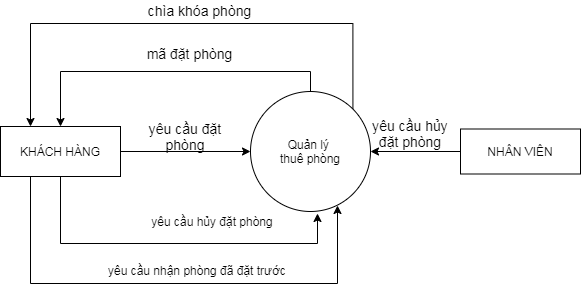 chìa khóa phòng
mã đặt phòng
yêu cầu đặt
phòng
yêu cầu hủy
đặt phòng
KHÁCH HÀNG
Quản lý
thuê phòng
NHÂN VIÊN
yêu cầu hủy đặt phòng
yêu cầu nhận phòng đã đặt trước